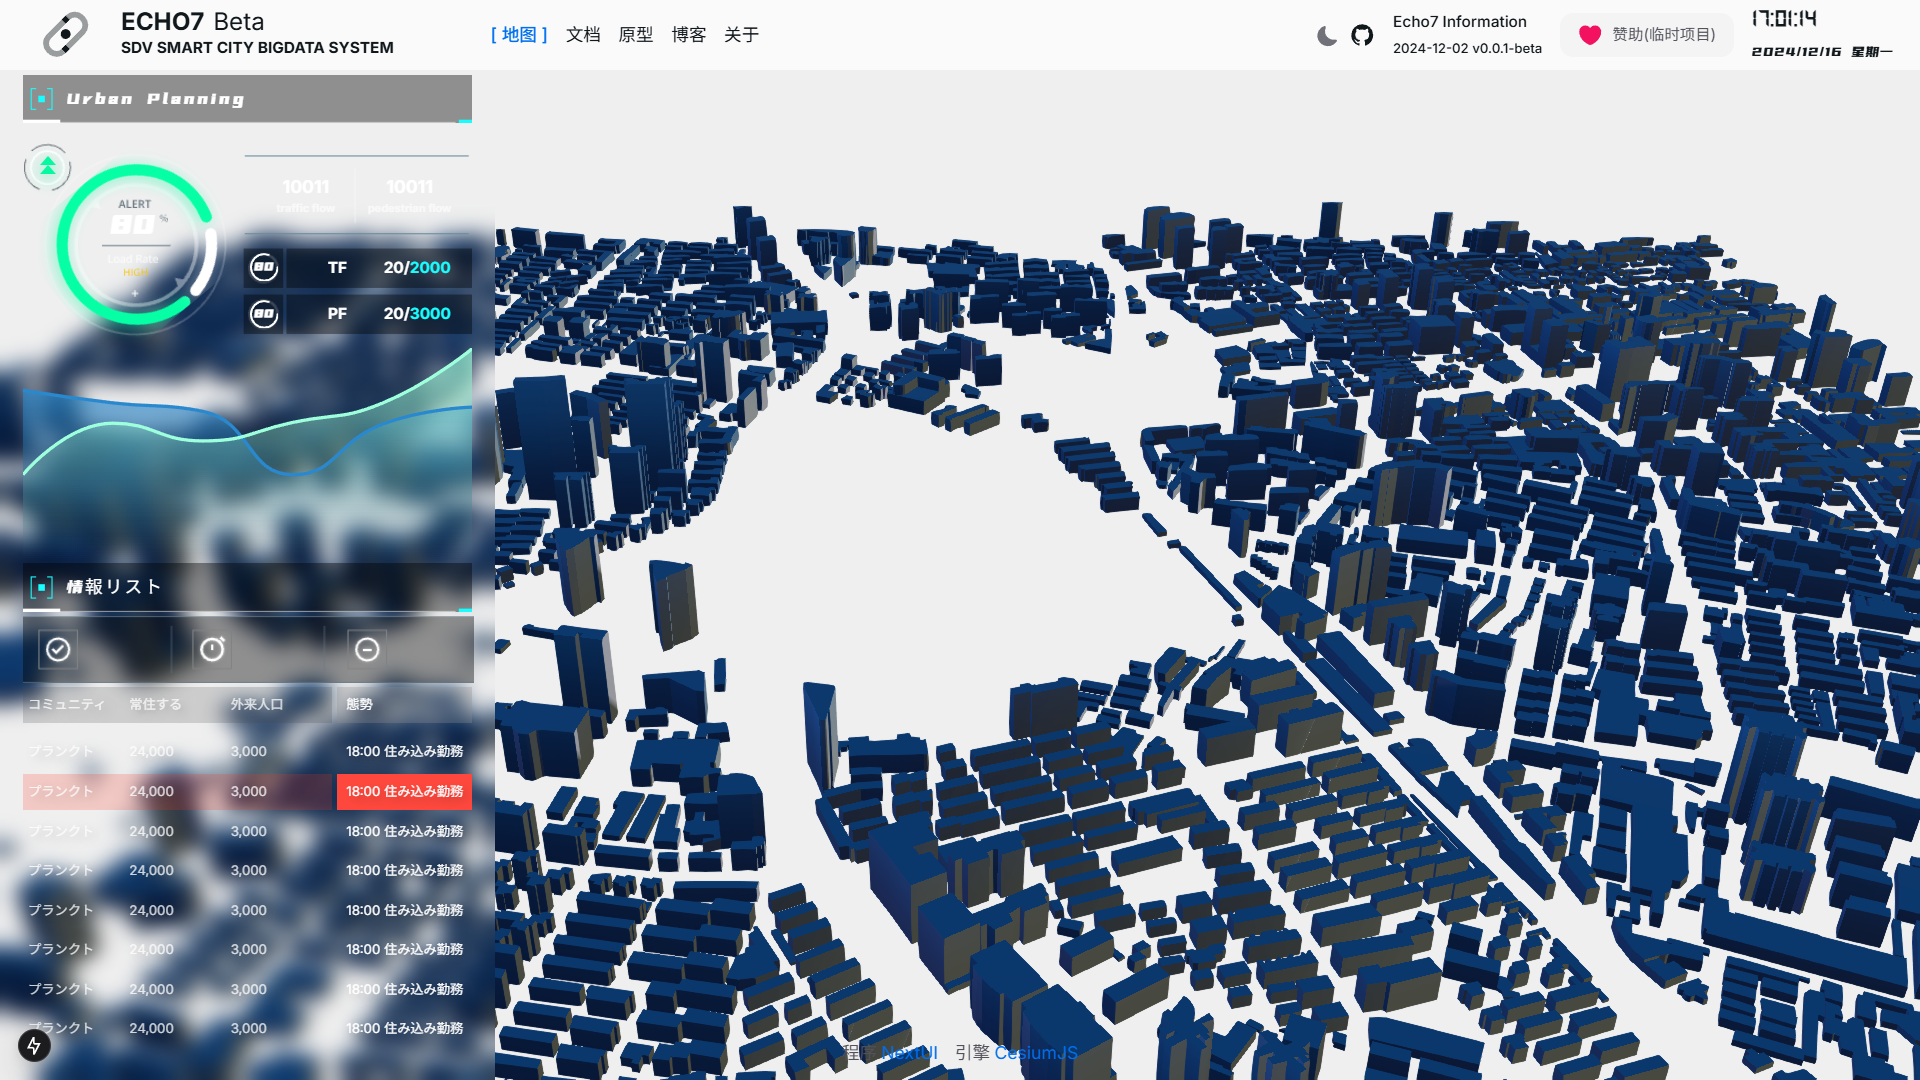 ECHO7 Beta
SDV SMART CITY BIGDATA SYSTEM
[ 地图 ] 文档 原型 博客 关于
Echo7 Information
2024-12-02 v0.0.1-beta
赞助(临时项目)
17:01:14
2024/12/16 星期一
Urban Planning
ALERT
80 %
Load Rate
HIGH
10011 10011
traffic flow pedestrian flow
80 TF 20/2000
80 PF 20/3000
情報リスト
コミュニティ 常住する 外来人口 態勢
プランクト 24,000 3,000 18:00 住み込み勤務
プランクト 24,000 3,000 18:00 住み込み勤務
プランクト 24,000 3,000 18:00 住み込み勤務
プランクト 24,000 3,000 18:00 住み込み勤務
プランクト 24,000 3,000 18:00 住み込み勤務
プランクト 24,000 3,000 18:00 住み込み勤務
プランクト 24,000 3,000 18:00 住み込み勤務
プランクト 24,000 3,000 18:00 住み込み勤務
程序 NextUI 引擎 CesiumJS